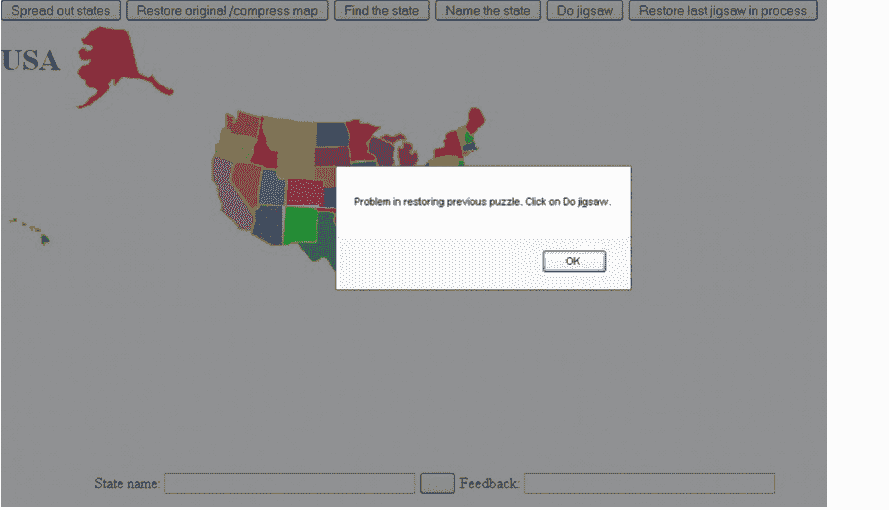 Spread out states Restore original /compress map Find the state Name the state Do jigsaw Restore last jigsaw in process
USA
Problem in restoring previous puzzle. Click on Do jigsaw.
OK
State name: Feedback: